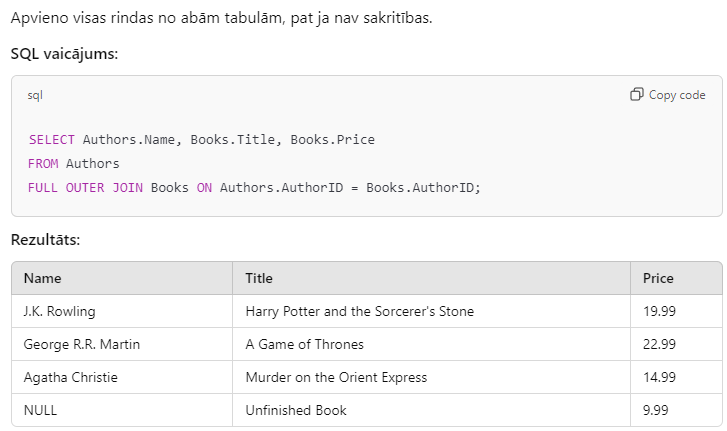 Apvieno visas rindas no abām tabulām, pat ja nav sakritības.
SQL vaicājums:
sql Copy code
SELECT Authors.Name, Books.Title, Books.Price
FROM Authors
FULL OUTER JOIN Books ON Authors.AuthorID = Books.AuthorID;
Rezultāts:
Name Title Price
J.K. Rowling Harry Potter and the Sorcerer's Stone 19.99
George R.R. Martin A Game of Thrones 22.99
Agatha Christie Murder on the Orient Express 14.99
NULL Unfinished Book 9.99